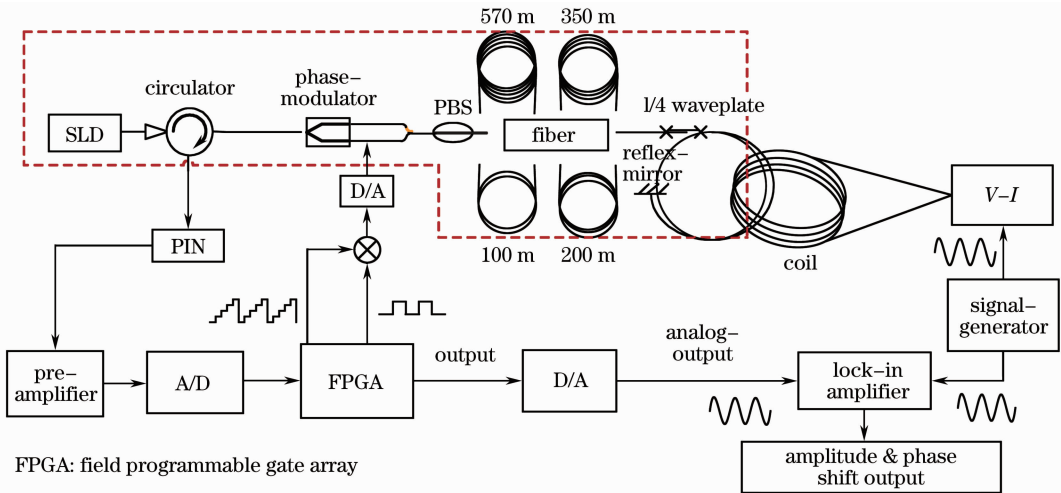 570 m 350 m
circulator
phase-
modulator
PBS
1/4 waveplate
SLD
fiber
reflex-
mirror
D/A
V-I
PIN
100 m 200 m
coil
signal-
generator
analog-
output
output
pre-
amplifier
A/D
FPGA
D/A
lock-in
amplifier
FPGA: field programmable gate array
amplitude & phase
shift output